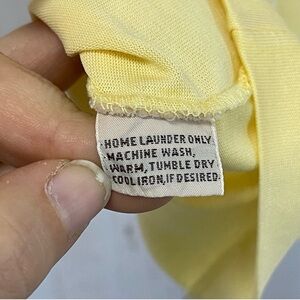 HOME LAUNDER ONLY
MACHINE WASH,
WARM, TUMBLE DRY
COOL IRON, IF DESIRED